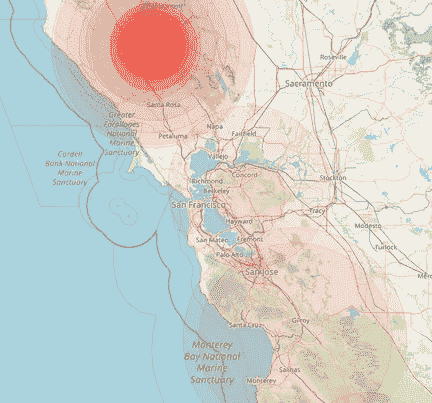 Roseville
Sacramento
Santa Rosa
Greater
Farallones
National
Marine
Sanctuary
Napa
Petaluma
Fairfield
Vallejo
Cordell
Bank National
Marine
Sanctuary
Concord
Richmond
Berkeley
Stockton
San Francisco
Tracy
Hayward
Modesto
San Mateo
Fremont
Turlock
Palo Alto
San Jose
Merc
Gilroy
Santa Cruz
Monterey
Bay National
Marine
Sanctuary
Salinas
Monterey